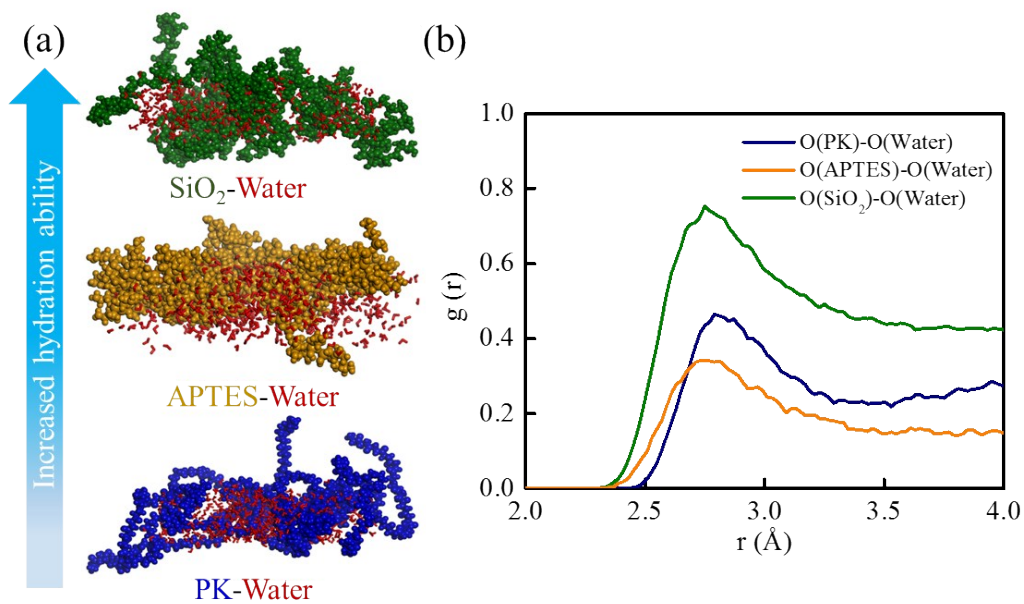 (a)
Increased hydration ability
SiO₂-Water
APTES-Water
PK-Water
(b)
g (r)
1.0
0.8
0.6
0.4
0.2
0.0
2.0 2.5 3.0 3.5 4.0
r (Å)
O(PK)-O(Water)
O(APTES)-O(Water)
O(SiO₂)-O(Water)